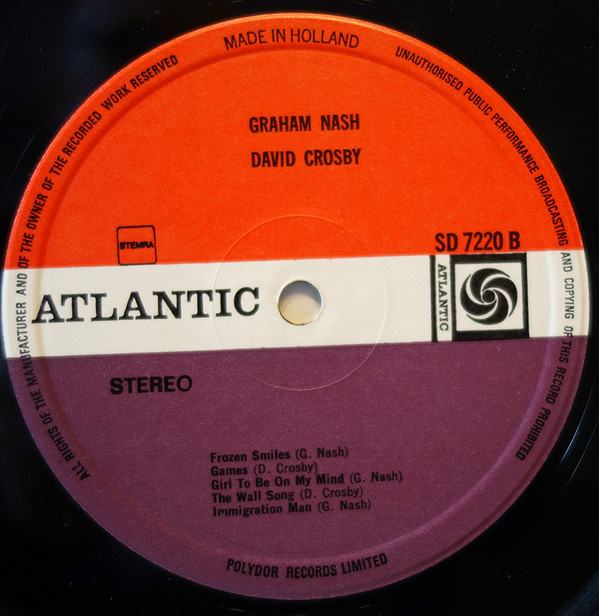 MADE IN HOLLAND
UNAUTHORISED PUBLIC PERFORMANCE BROADCASTING AND COPYING OF THIS RECORD PROHIBITED
ALL RIGHTS OF THE MANUFACTURER AND OF THE OWNER OF THE RECORDED WORK RESERVED
GRAHAM NASH
DAVID CROSBY
STEMRA
SD 7220 B
ATLANTIC
ATLANTIC
STEREO
Frozen Smiles (G. Nash)
Games (D. Crosby)
Girl To Be On My Mind (G. Nash)
The Wall Song (D. Crosby)
Immigration Man (G. Nash)
POLYDOR RECORDS LIMITED